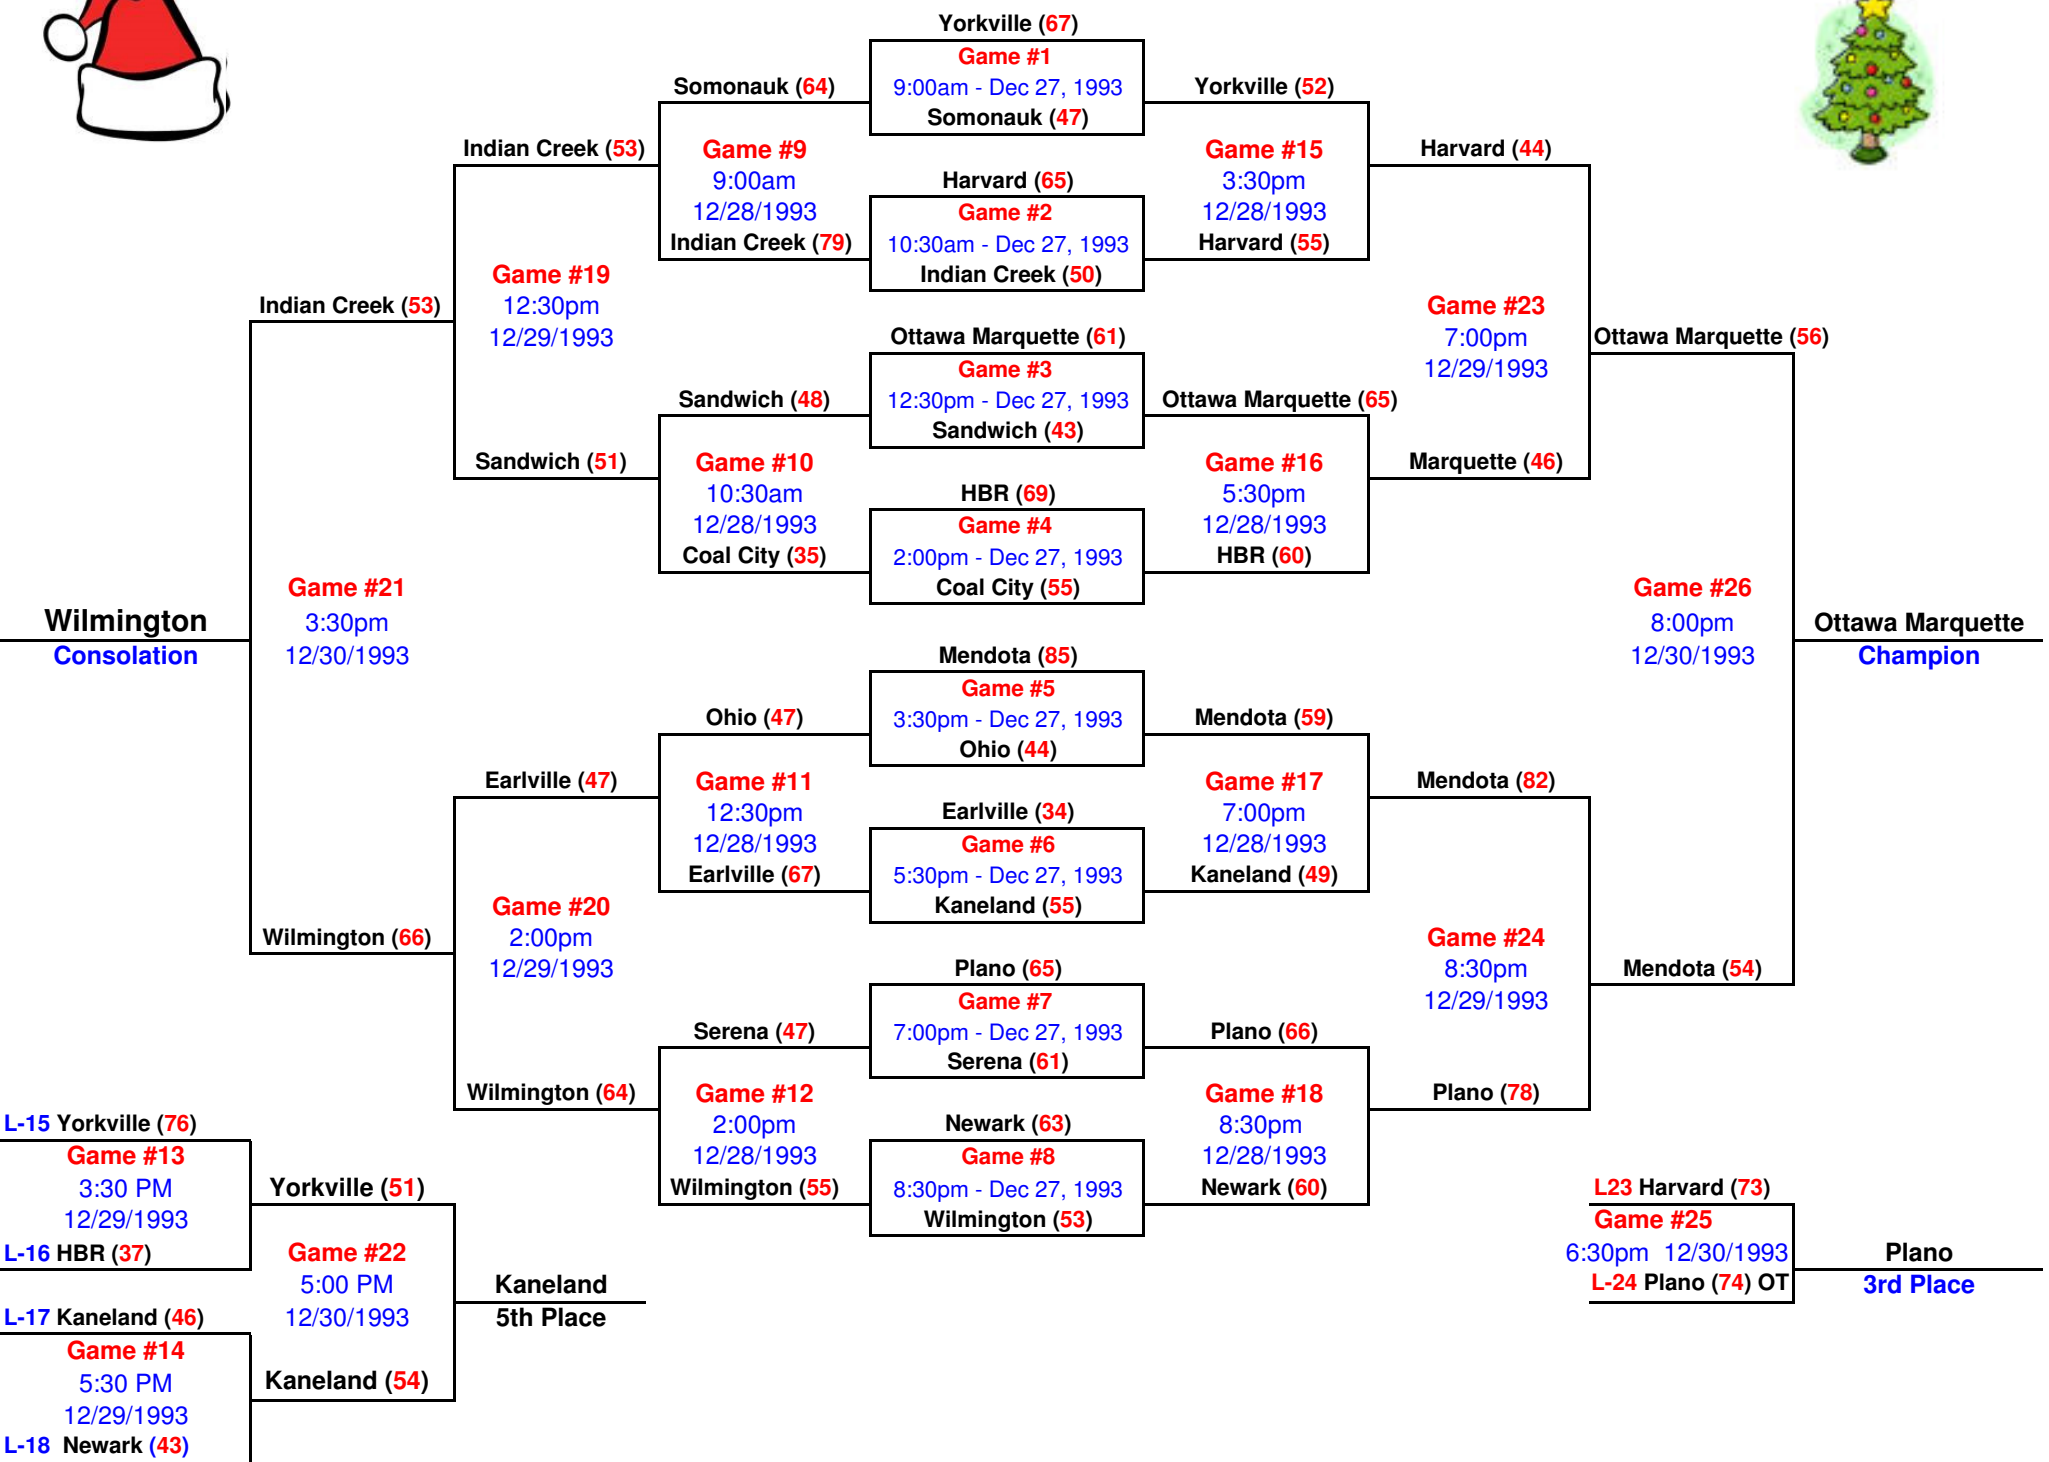 Yorkville (67)
Game #1
9:00am - Dec 27, 1993
Somonauk (47)
Harvard (65)
Game #2
10:30am - Dec 27, 1993
Indian Creek (50)
Ottawa Marquette (61)
Game #3
12:30pm - Dec 27, 1993
Sandwich (43)
HBR (69)
Game #4
2:00pm - Dec 27, 1993
Coal City (55)
Mendota (85)
Game #5
3:30pm - Dec 27, 1993
Ohio (44)
Earlville (34)
Game #6
5:30pm - Dec 27, 1993
Kaneland (55)
Plano (65)
Game #7
7:00pm - Dec 27, 1993
Serena (61)
Newark (63)
Game #8
8:30pm - Dec 27, 1993
Wilmington (53)
Somonauk (64)
Game #9
9:00am
12/28/1993
Indian Creek (79)
Sandwich (48)
Game #10
10:30am
12/28/1993
Coal City (35)
Ohio (47)
Game #11
12:30pm
12/28/1993
Earlville (67)
Serena (47)
Game #12
2:00pm
12/28/1993
Wilmington (55)
Indian Creek (53)
Game #19
12:30pm
12/29/1993
Sandwich (51)
Earlville (47)
Game #20
2:00pm
12/29/1993
Wilmington (64)
Indian Creek (53)
Game #21
3:30pm
12/30/1993
Wilmington (66)
Wilmington
Consolation
Yorkville (52)
Game #15
3:30pm
12/28/1993
Harvard (55)
Ottawa Marquette (65)
Game #16
5:30pm
12/28/1993
HBR (60)
Mendota (59)
Game #17
7:00pm
12/28/1993
Kaneland (49)
Plano (66)
Game #18
8:30pm
12/28/1993
Newark (60)
Harvard (44)
Game #23
7:00pm
12/29/1993
Marquette (46)
Mendota (82)
Game #24
8:30pm
12/29/1993
Plano (78)
Ottawa Marquette (56)
Game #26
8:00pm
12/30/1993
Mendota (54)
Ottawa Marquette
Champion
L-15 Yorkville (76)
Game #13
3:30 PM
12/29/1993
L-16 HBR (37)
L-17 Kaneland (46)
Game #14
5:30 PM
12/29/1993
L-18 Newark (43)
Yorkville (51)
Game #22
5:00 PM
12/30/1993
Kaneland (54)
Kaneland
5th Place
L23 Harvard (73)
Game #25
6:30pm 12/30/1993
L-24 Plano (74) OT
Plano
3rd Place